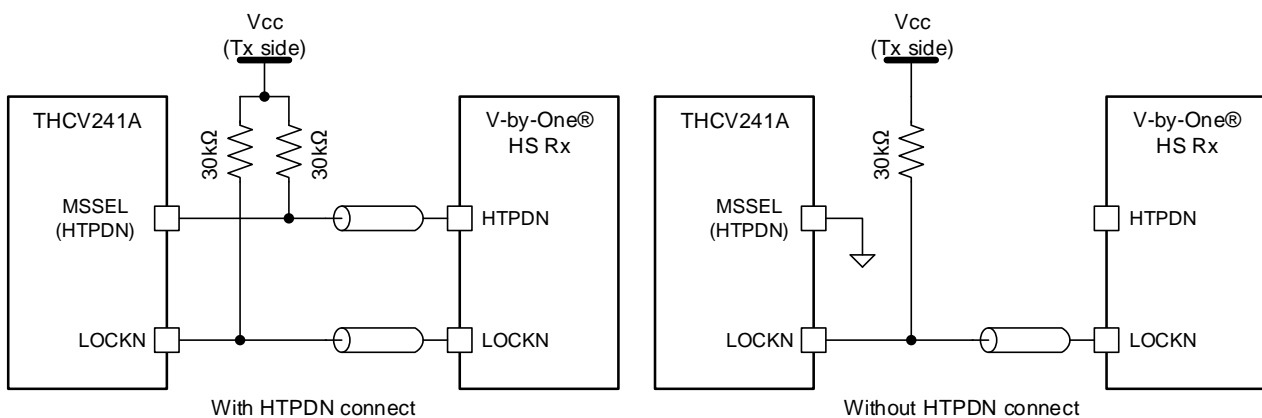 Vcc
(Tx side)
THCV241A
30kΩ
30kΩ
V-by-One®
HS Rx
MSSEL
(HTPDN)
HTPDN
LOCKN
LOCKN
With HTPDN connect
Vcc
(Tx side)
THCV241A
30kΩ
V-by-One®
HS Rx
MSSEL
(HTPDN)
HTPDN
LOCKN
LOCKN
Without HTPDN connect